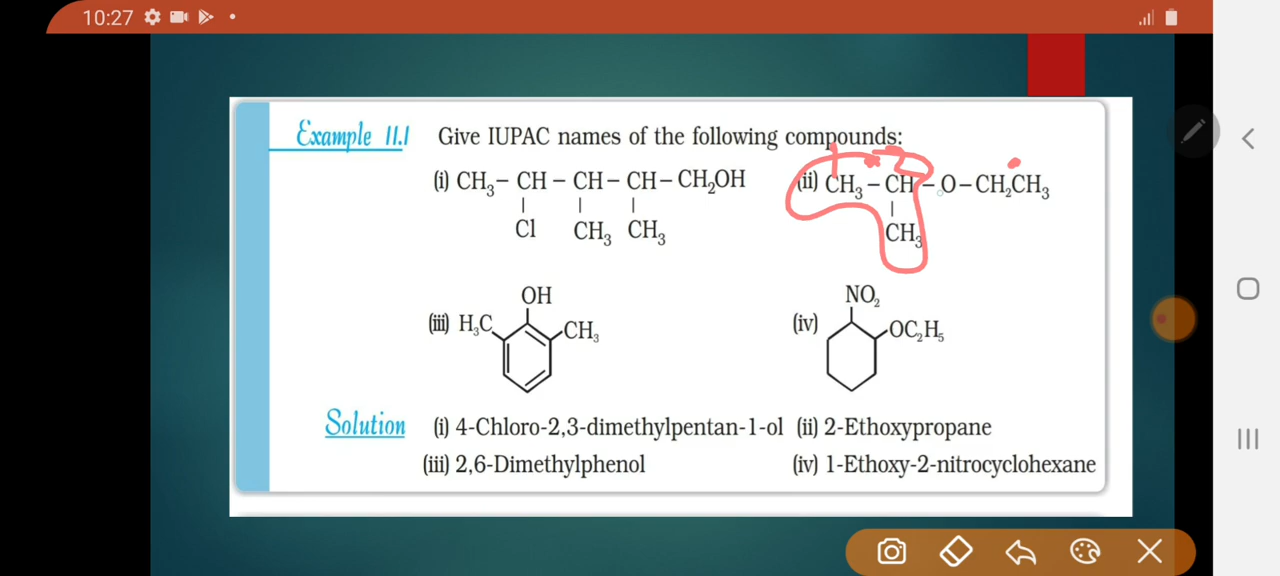 10:27
Example 11.1 Give IUPAC names of the following compounds:
(i) CH3 – CH – CH – CH – CH2OH (ii) CH3 – CH – O – CH2CH3
Cl CH3 CH3 CH3
OH NO2
(iii) H3C CH3 (iv) OC2H5
Solution (i) 4-Chloro-2,3-dimethylpentan-1-ol (ii) 2-Ethoxypropane
(iii) 2,6-Dimethylphenol (iv) 1-Ethoxy-2-nitrocyclohexane